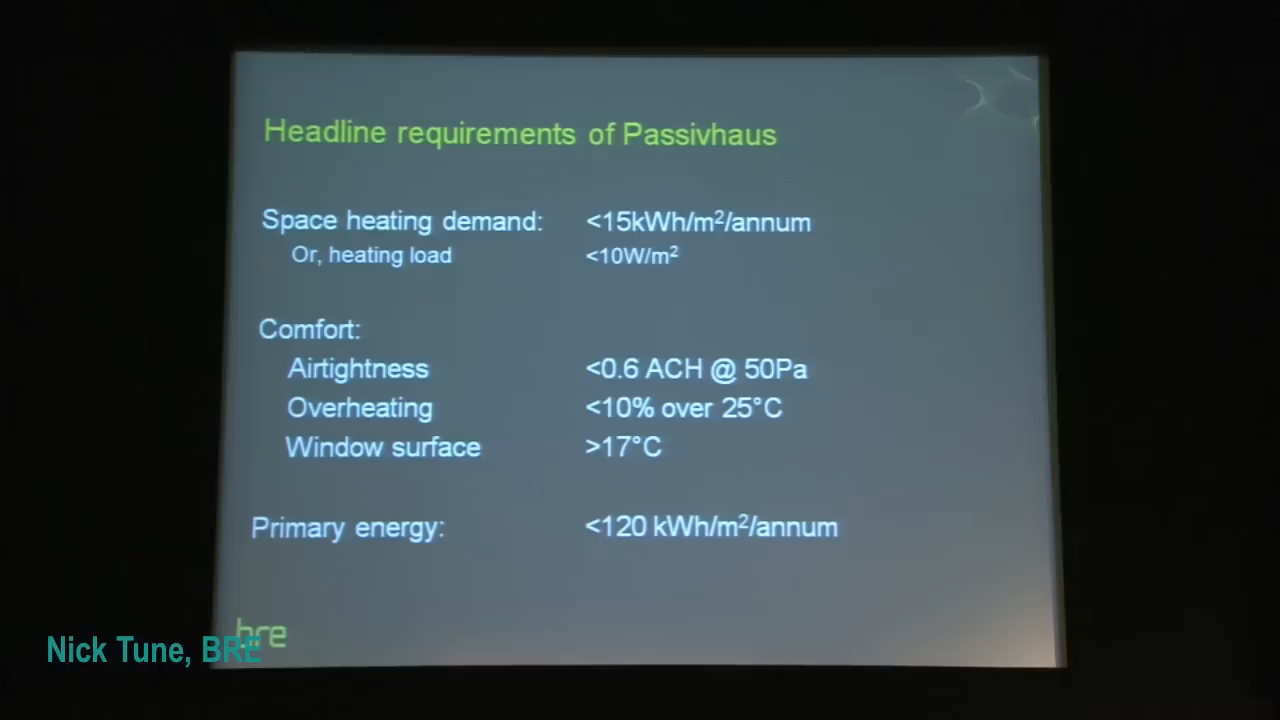 Headline requirements of Passivhaus
Space heating demand: <15kWh/m²/annum
Or, heating load <10W/m²
Comfort:
Airtightness <0.6 ACH @ 50Pa
Overheating <10% over 25°C
Window surface >17°C
Primary energy: <120 kWh/m²/annum
bre
Nick Tune, BRE